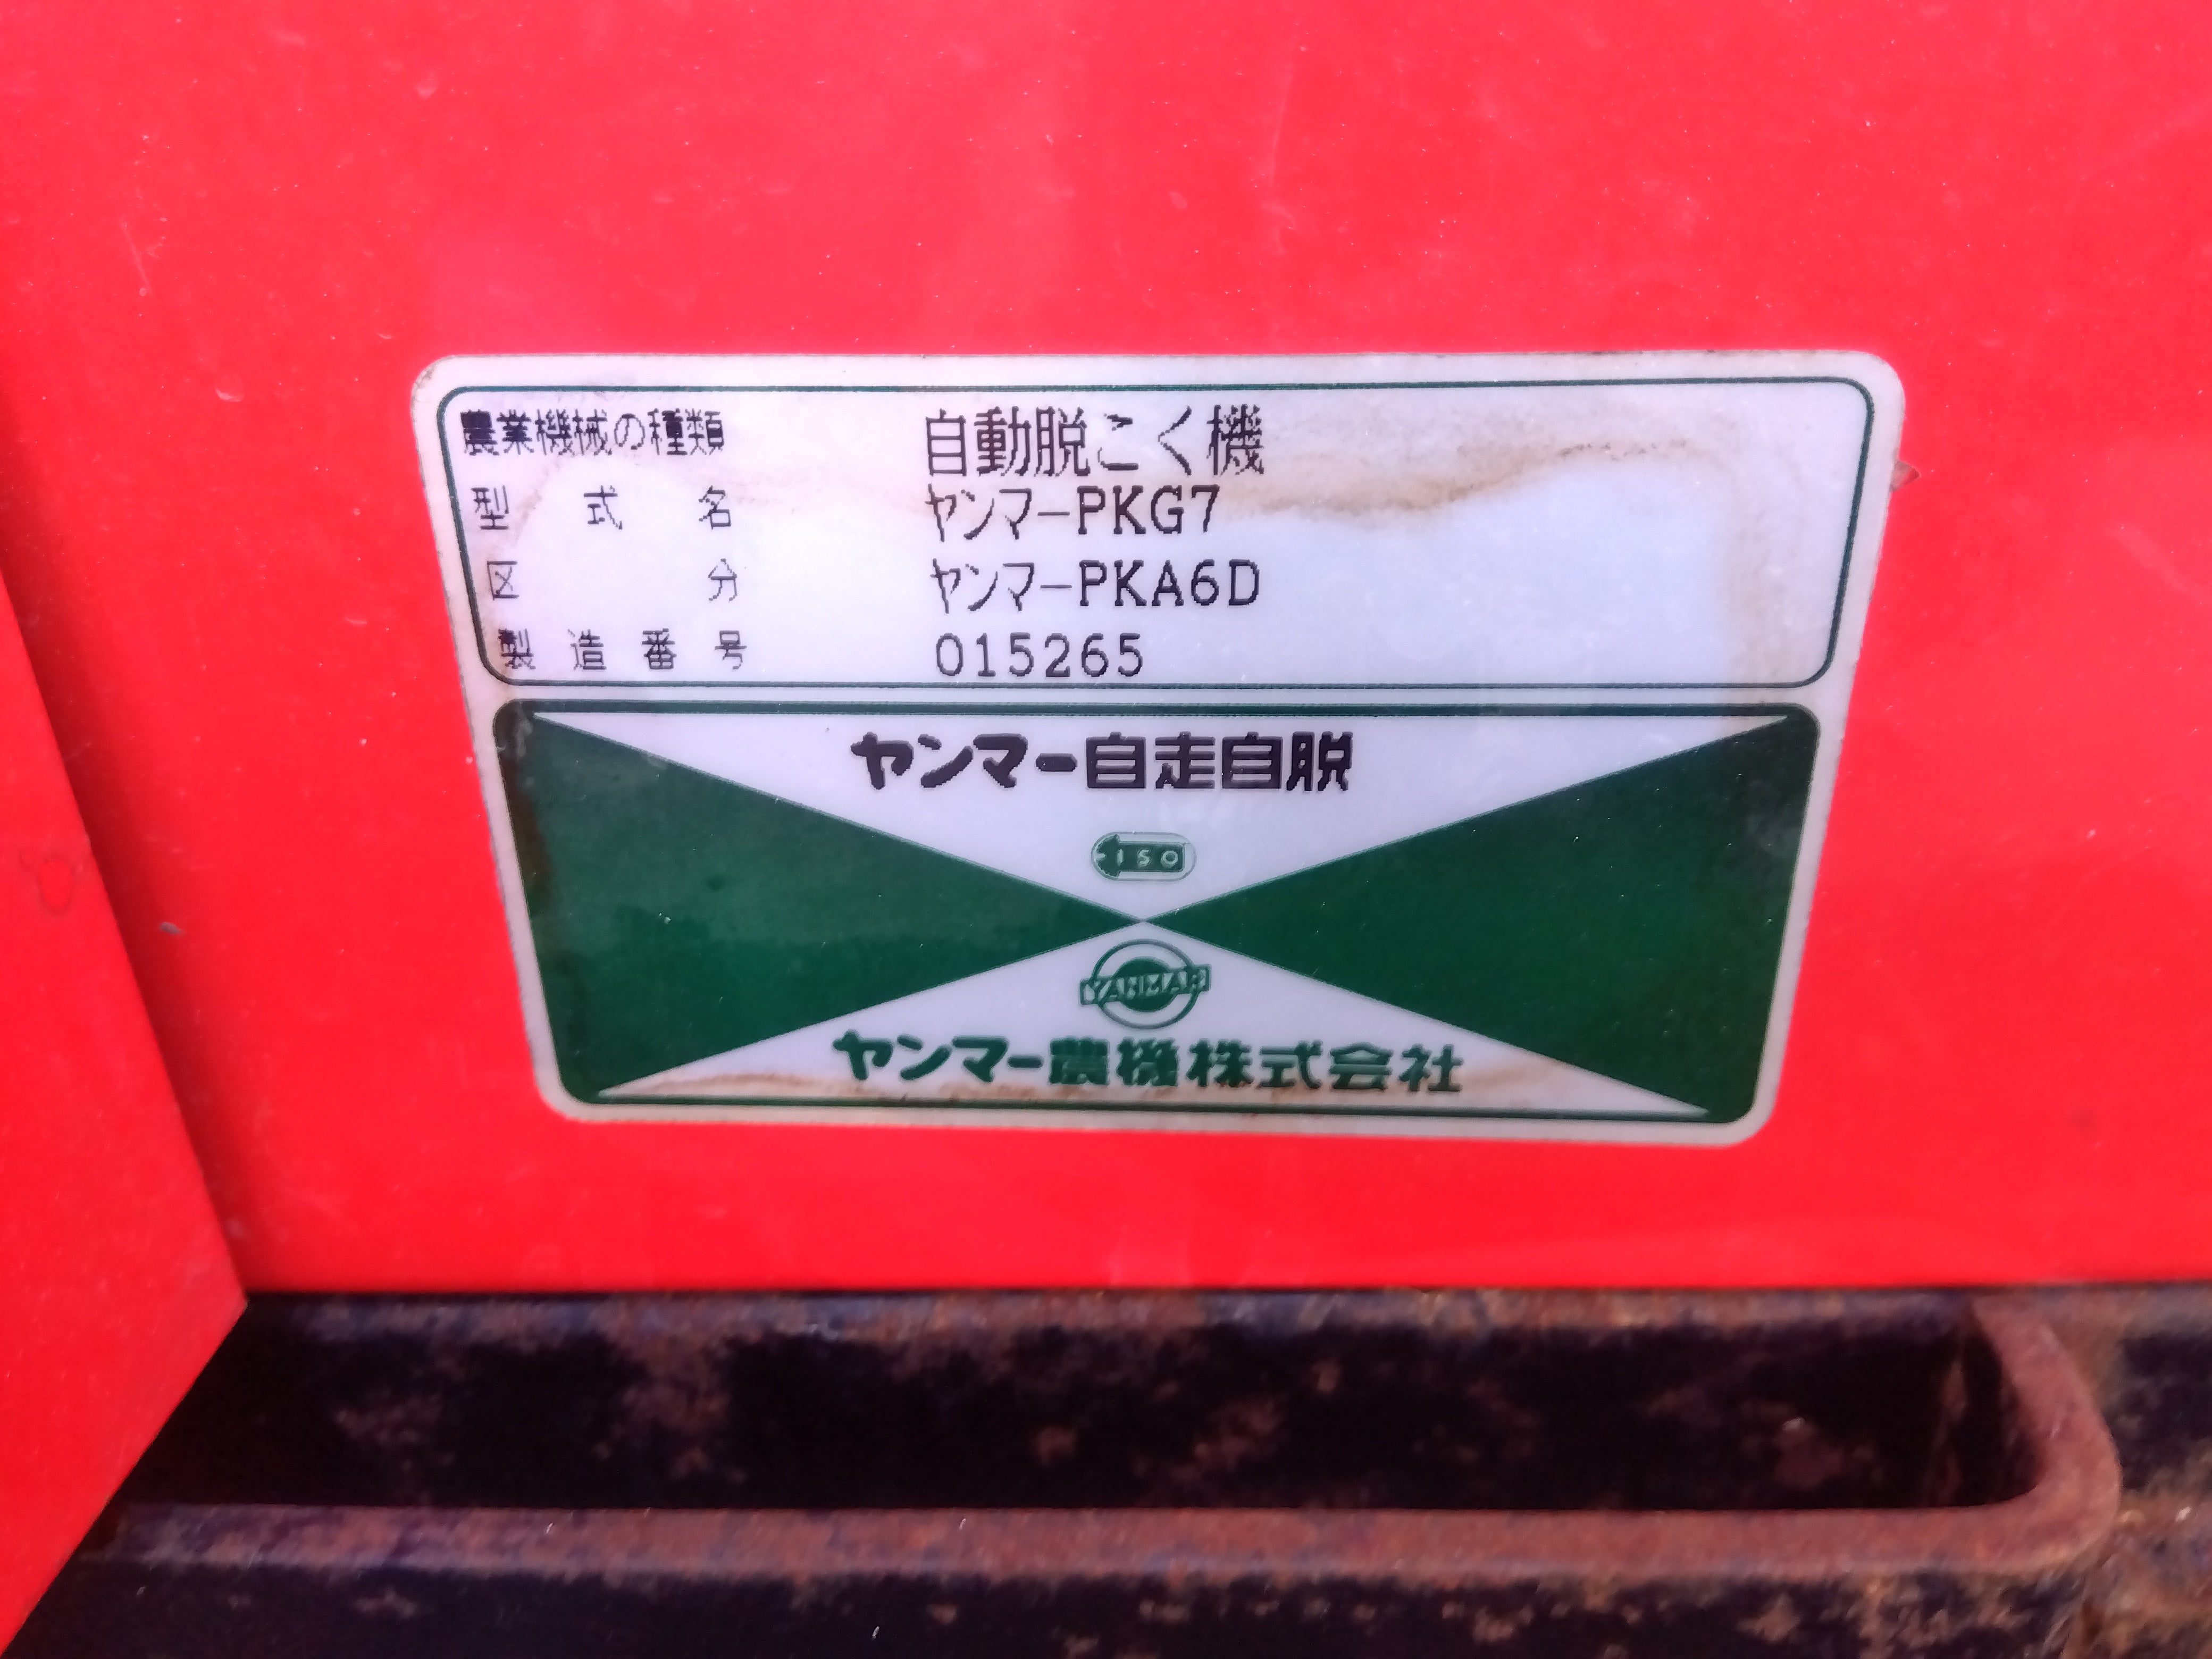 農業機械の種類 自動脱こく機
型式名 ヤンマーPKG7
区分 ヤンマーPKA6D
製造番号 015265
ヤンマー自走自脱
ISO
YANMAR
ヤンマー農機株式会社